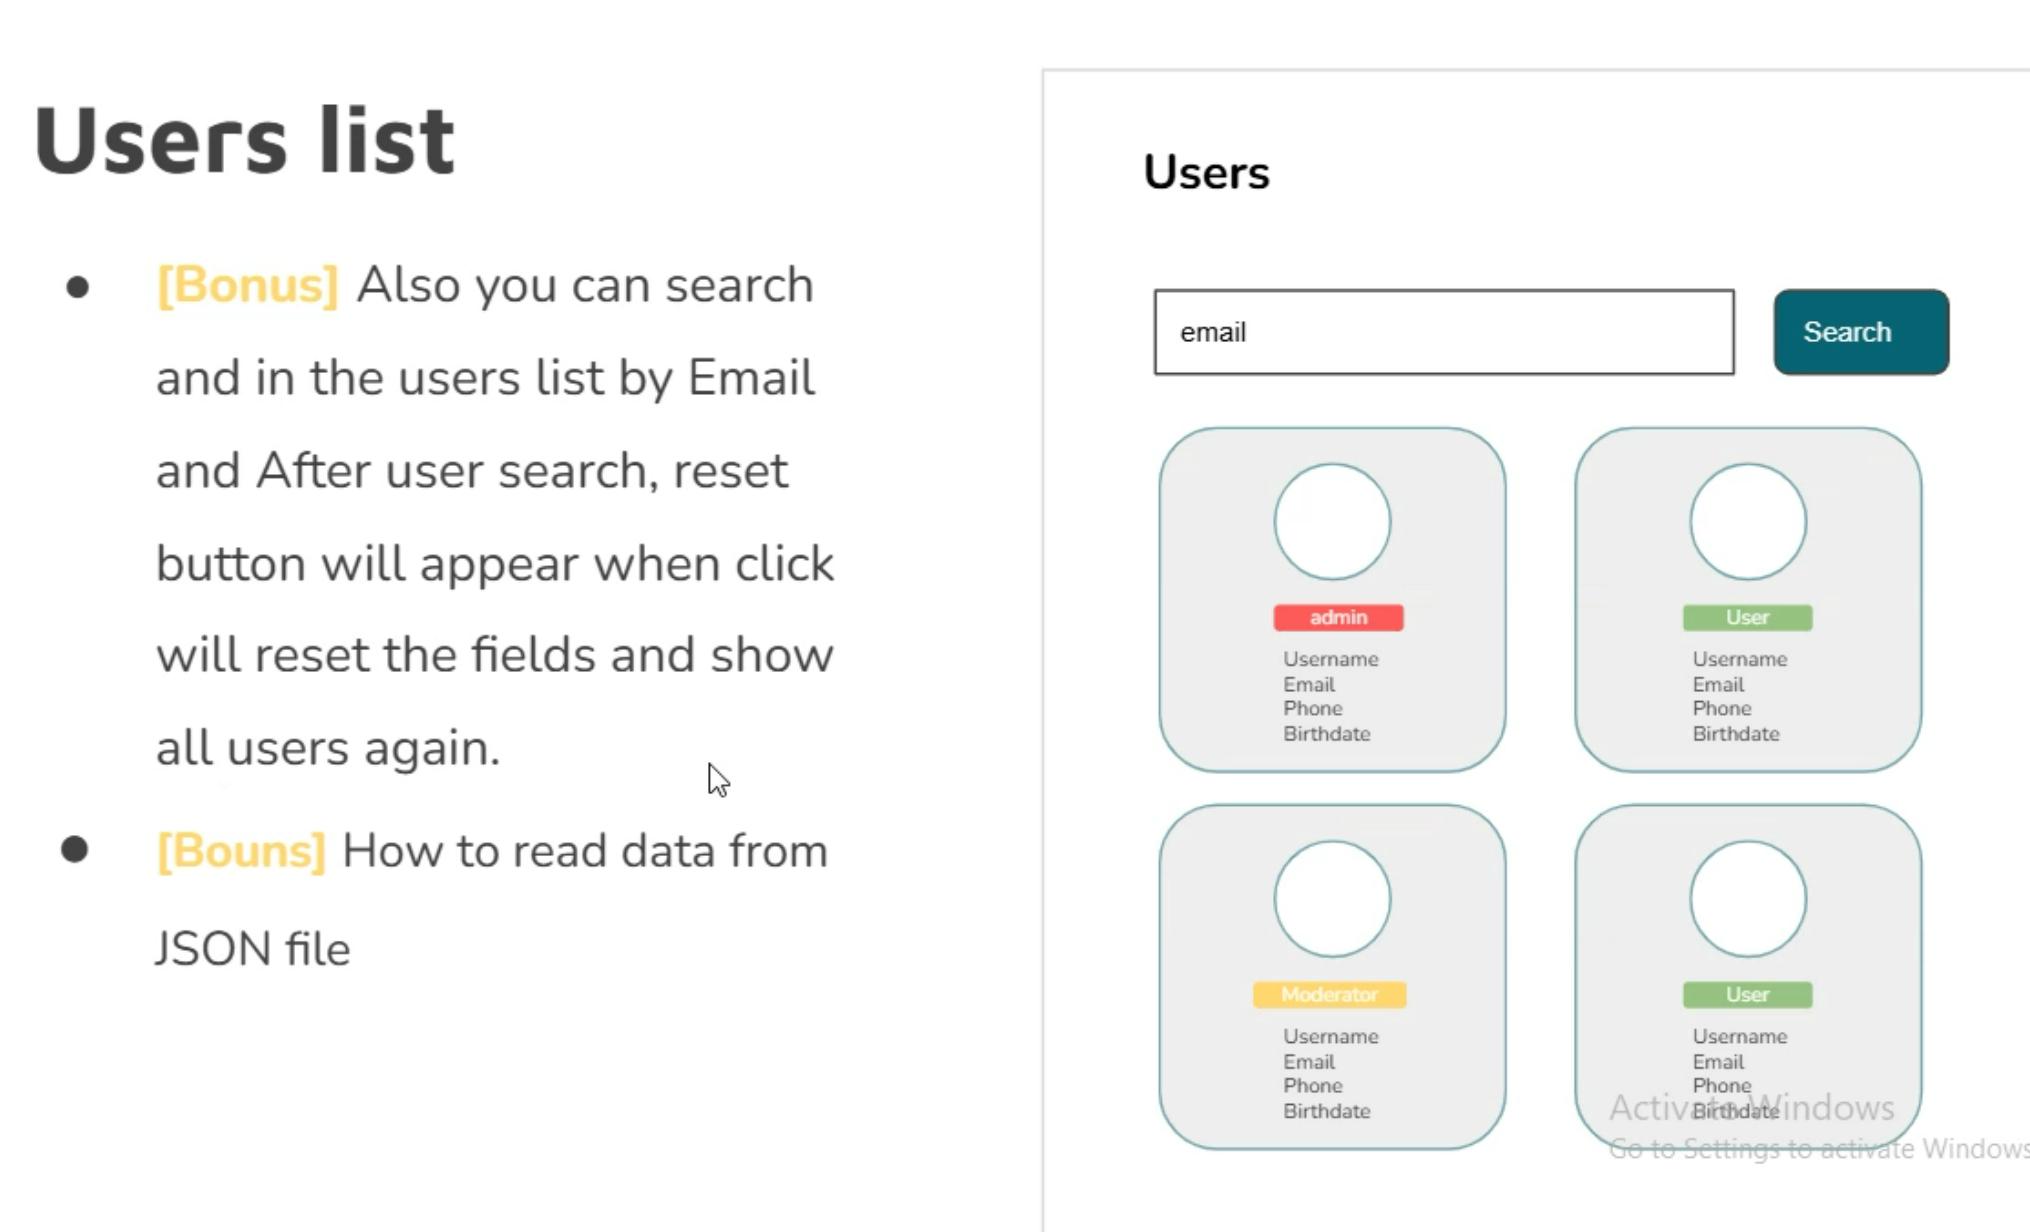 Users list
[Bonus] Also you can search
and in the users list by Email
and After user search, reset
button will appear when click
will reset the fields and show
all users again.
[Bouns] How to read data from
JSON file
Users
email
Search
admin
Username
Email
Phone
Birthdate
User
Username
Email
Phone
Birthdate
Moderator
Username
Email
Phone
Birthdate
User
Username
Email
Phone
Birthdate
Activate Windows
Go to Settings to activate Windows